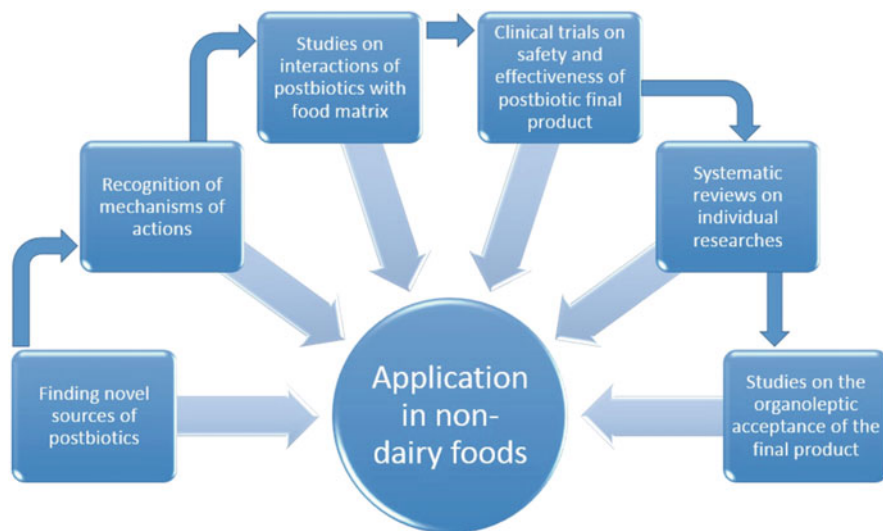 Finding novel
sources of
postbiotics
Recognition of
mechanisms of
actions
Studies on
interactions of
postbiotics with
food matrix
Clinical trials on
safety and
effectiveness of
postbiotic final
product
Systematic
reviews on
individual
researches
Studies on the
organoleptic
acceptance of the
final product
Application
in non-
dairy foods